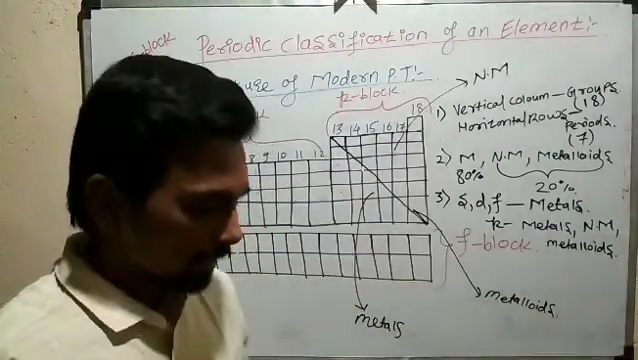 Periodic Classification of an Element:-
-block
ture of Modern P.T:-
N.M
p-block
k
18
13 14 15 16 17
8 9 10 11 12
1) Vertical Coloum - Groups
(18)
Horizontal Rows - Periods
(7)
2) M, N.M, Metalloids
80%
20%
3) s, d, f - Metals
p - Metals, N.M,
metalloids.
f-block
metalloids
metals